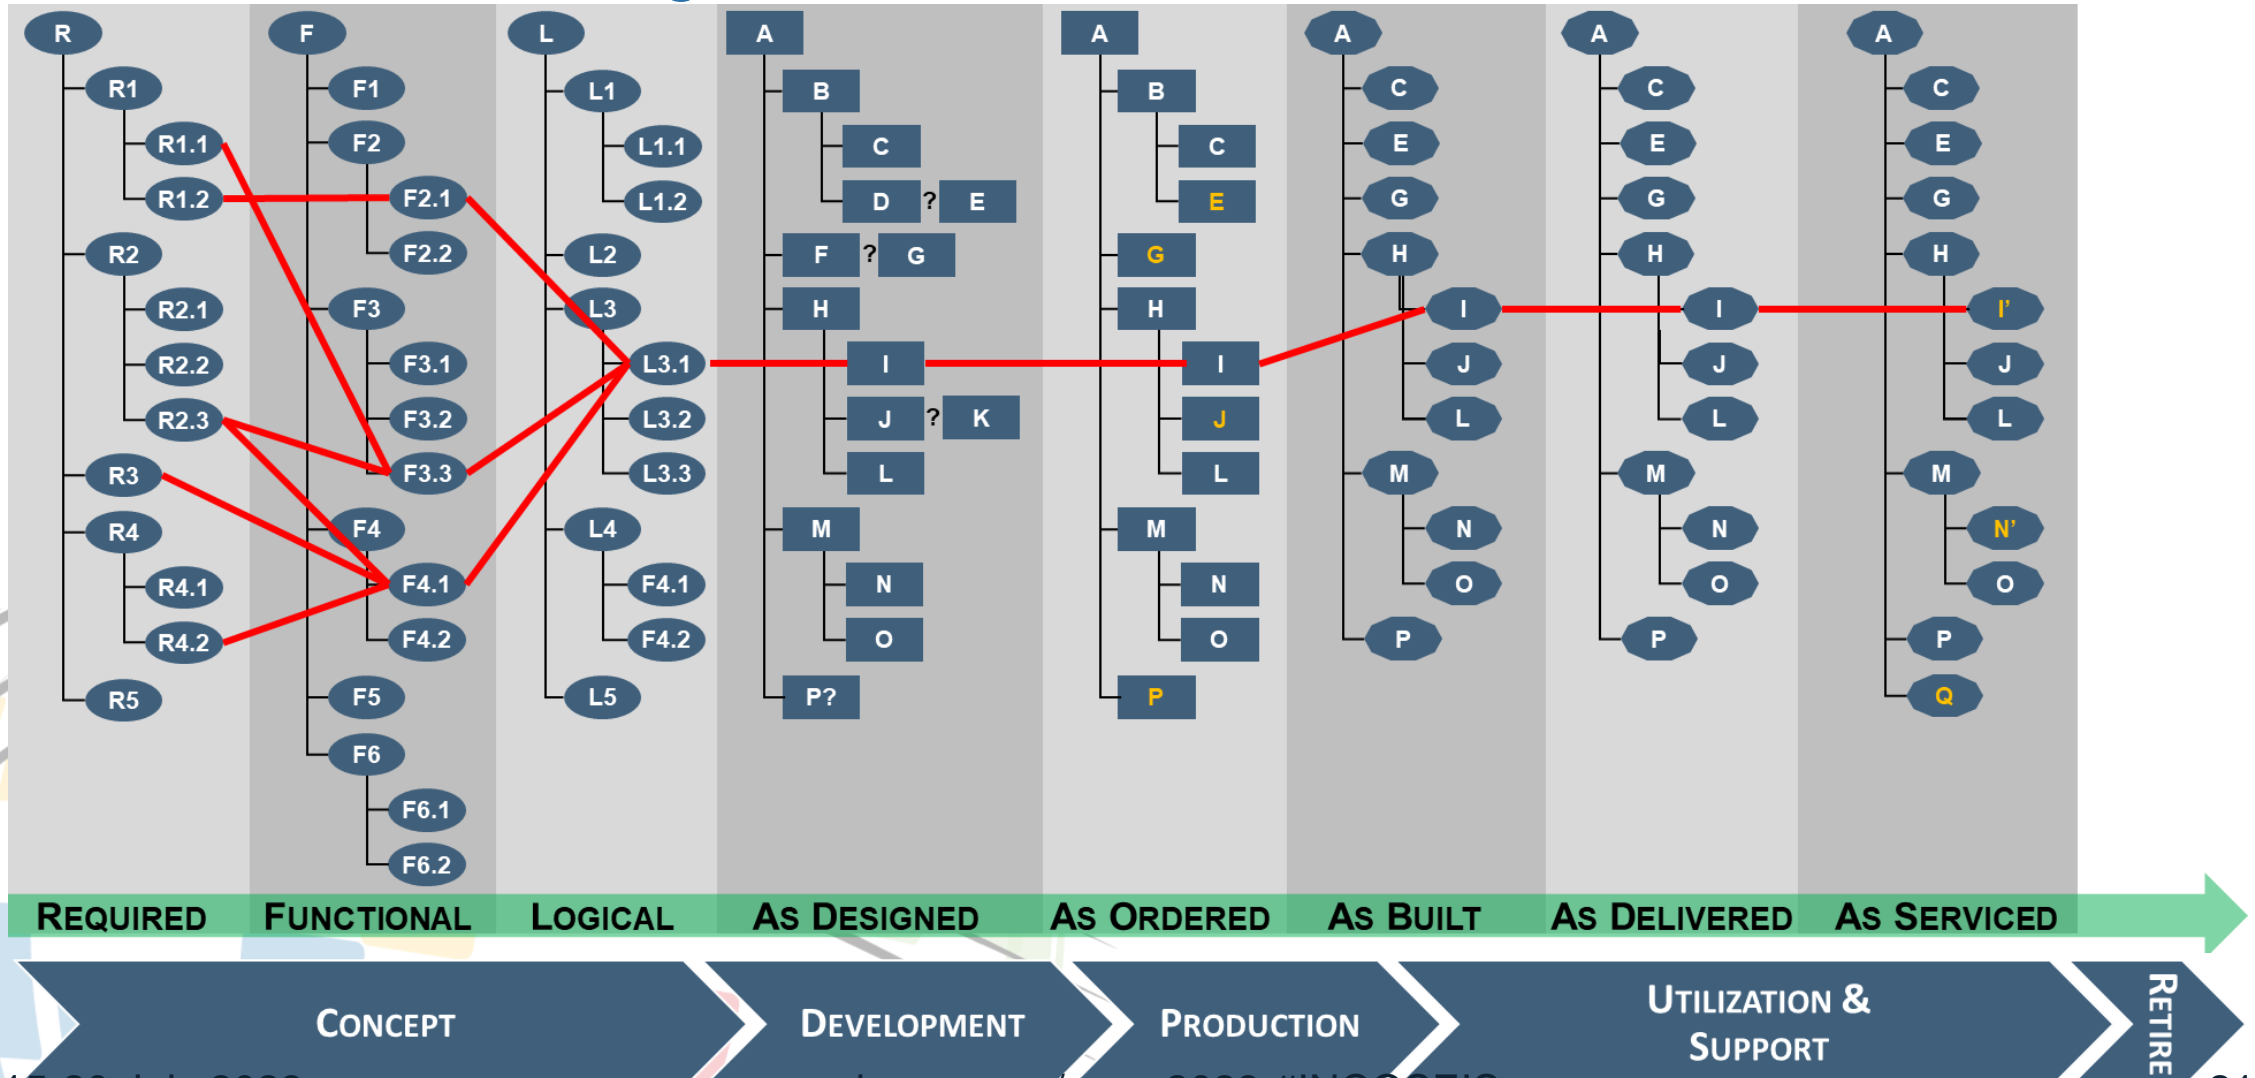 R
R1
R1.1
R1.2
R2
R2.1
R2.2
R2.3
R3
R4
R4.1
R4.2
R5
F
F1
F2
F2.1
F2.2
F3
F3.1
F3.2
F3.3
F4
F4.1
F4.2
F5
F6
F6.1
F6.2
L
L1
L1.1
L1.2
L2
L3
L3.1
L3.2
L3.3
L4
F4.1
F4.2
L5
A
B
C
D ? E
F ? G
H
I
J ? K
L
M
N
O
P?
A
B
C
E
G
H
I
J
L
M
N
O
P
A
C
E
G
H
I
J
L
M
N
O
P
A
C
E
G
H
I
J
L
M
N
O
P
A
C
E
G
H
I’
J
L
M
N’
O
P
Q
REQUIRED
FUNCTIONAL
LOGICAL
AS DESIGNED
AS ORDERED
AS BUILT
AS DELIVERED
AS SERVICED
CONCEPT
DEVELOPMENT
PRODUCTION
UTILIZATION &
SUPPORT
RETIRE